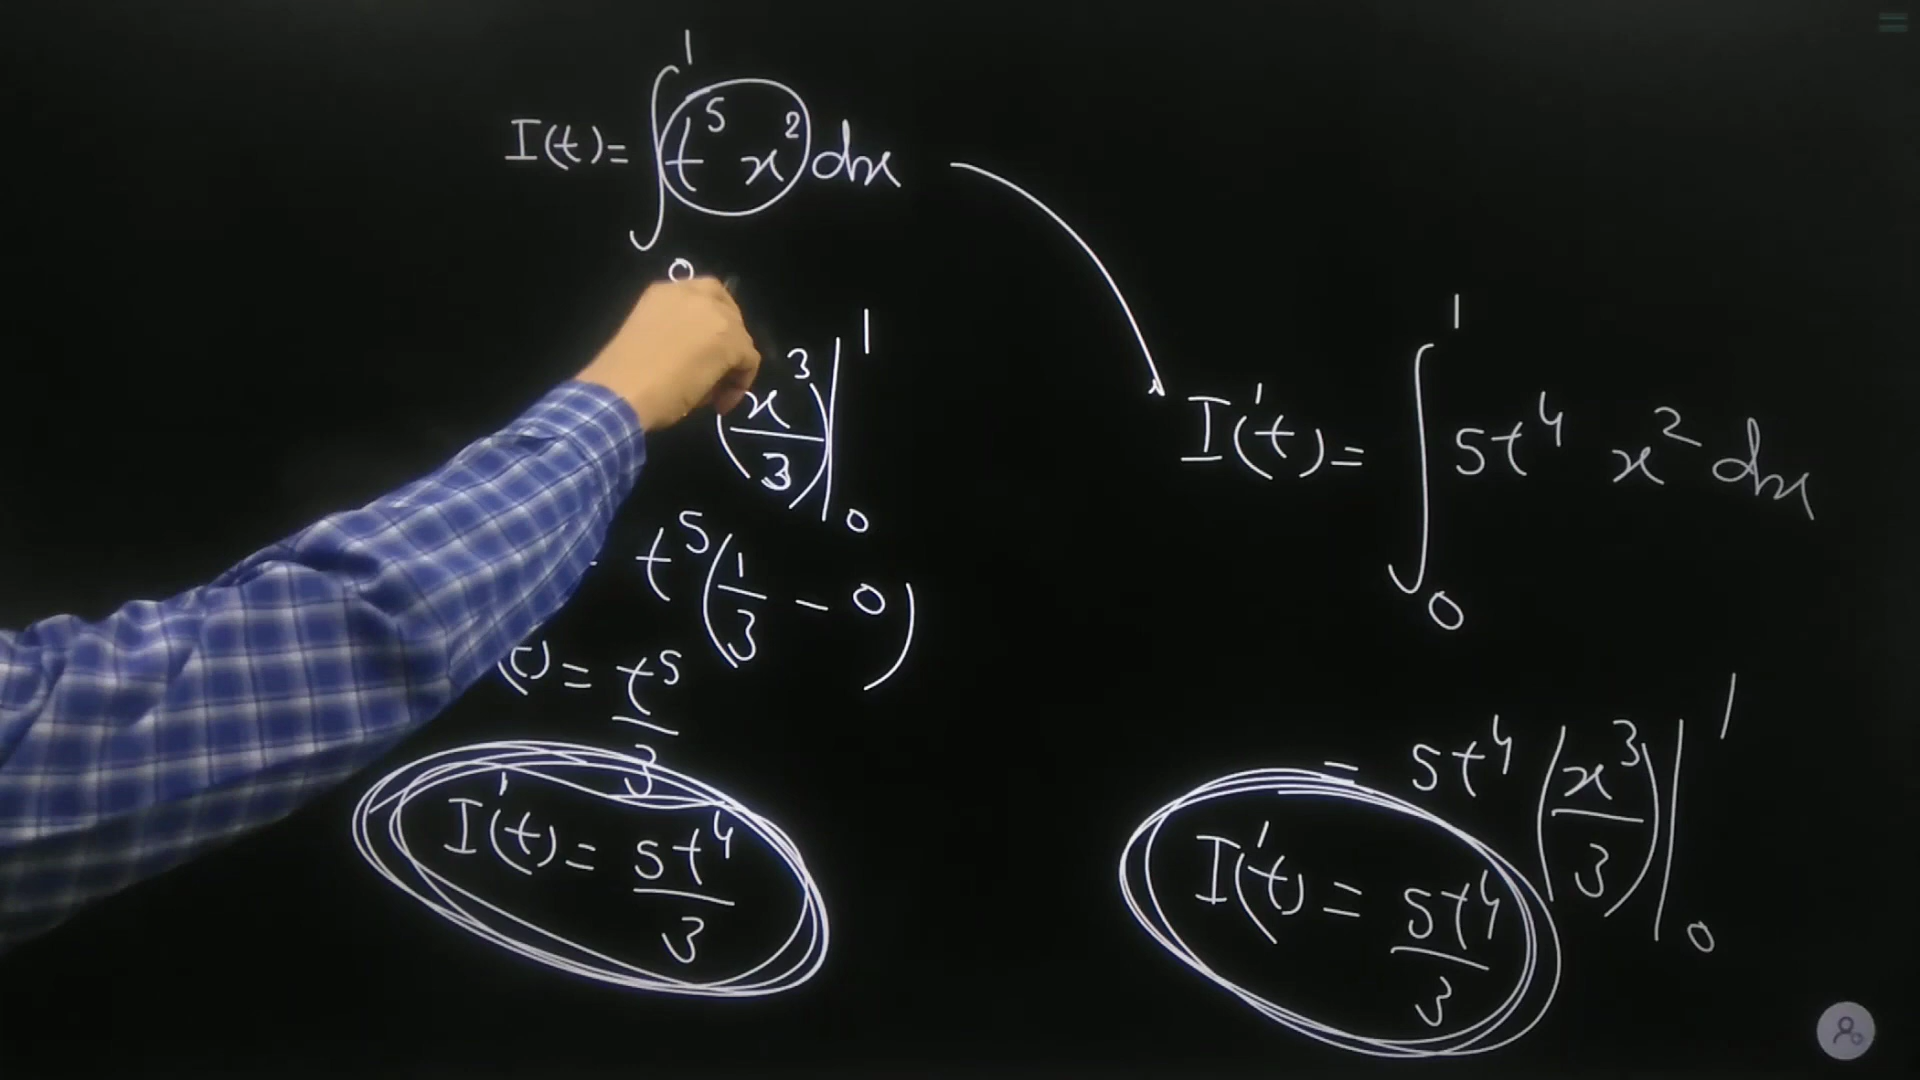 I(t) = ∫₀¹ t⁵ x² dx
(x³/3)|₀¹
t⁵(1/3 − 0)
(t) = t⁵/3
I'(t) = 5t⁴/3
I'(t) = ∫₀¹ 5t⁴ x² dx
= 5t⁴ (x³/3)|₀¹
I'(t) = 5t⁴/3